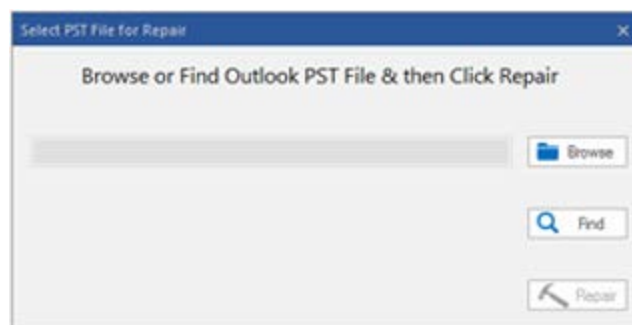 Select PST File for Repair
Browse or Find Outlook PST File & then Click Repair
Browse
Find
Repair